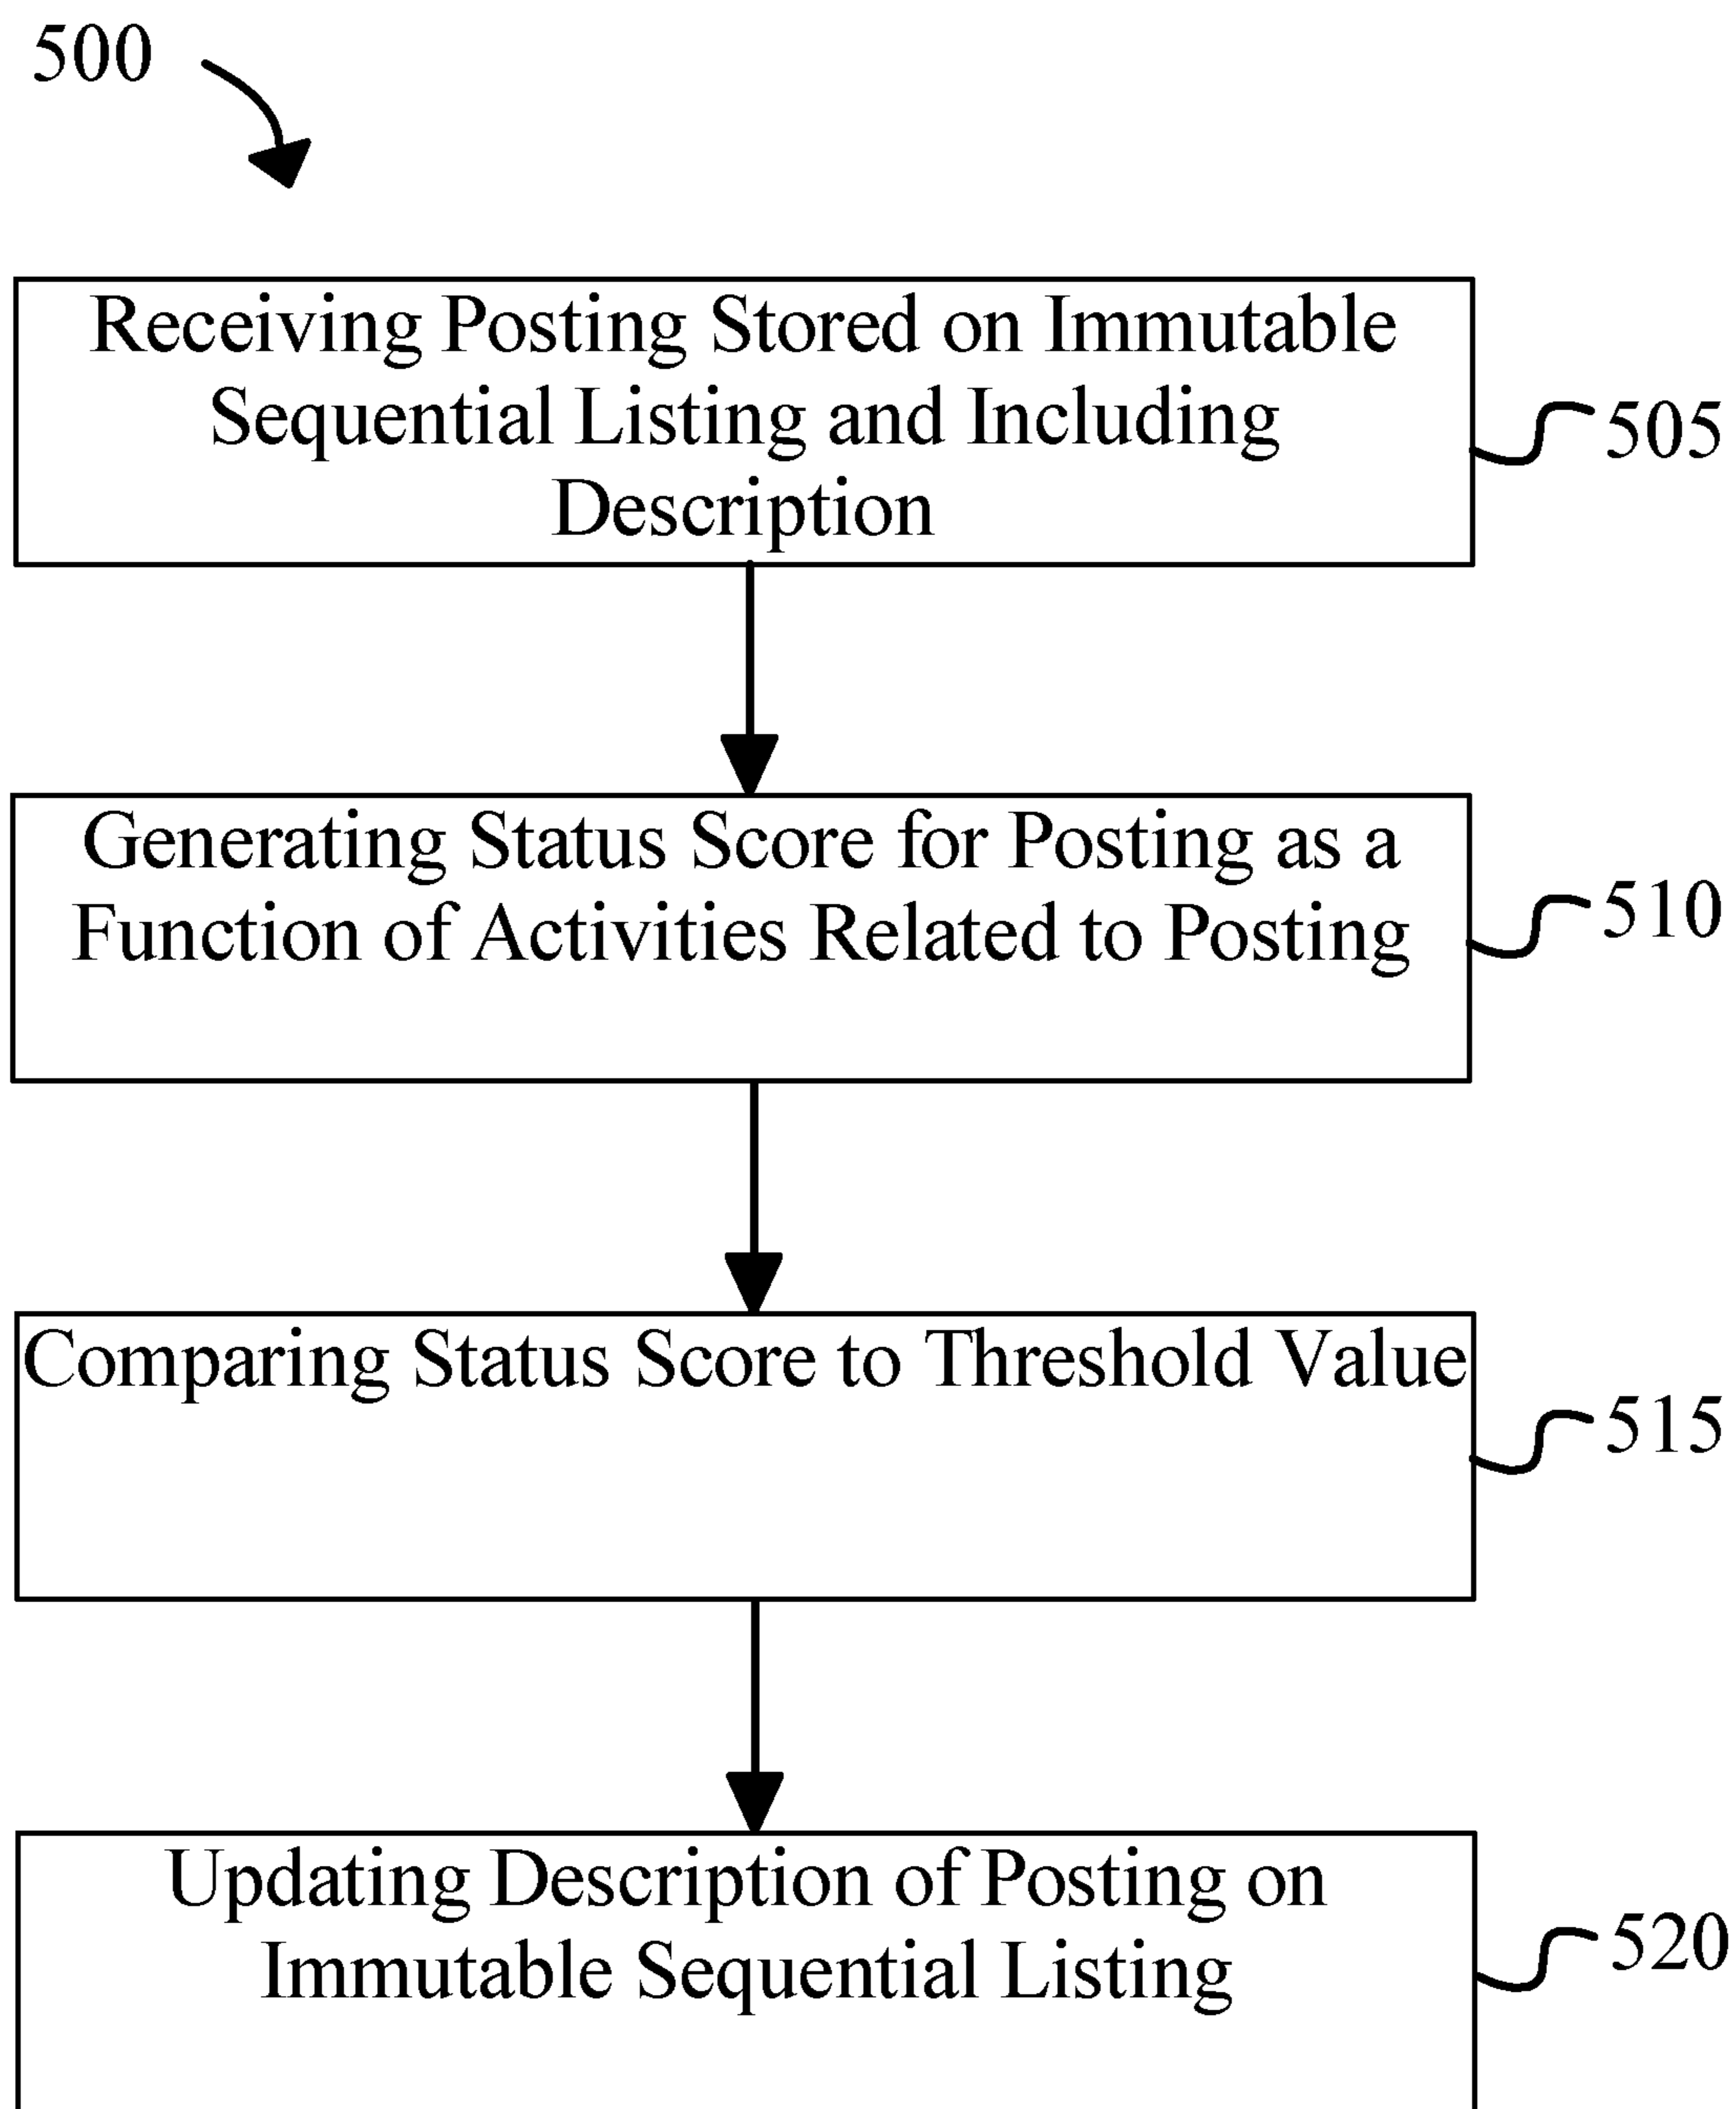 500
Receiving Posting Stored on Immutable
Sequential Listing and Including
Description
505
Generating Status Score for Posting as a
Function of Activities Related to Posting
510
Comparing Status Score to Threshold Value
515
Updating Description of Posting on
Immutable Sequential Listing
520